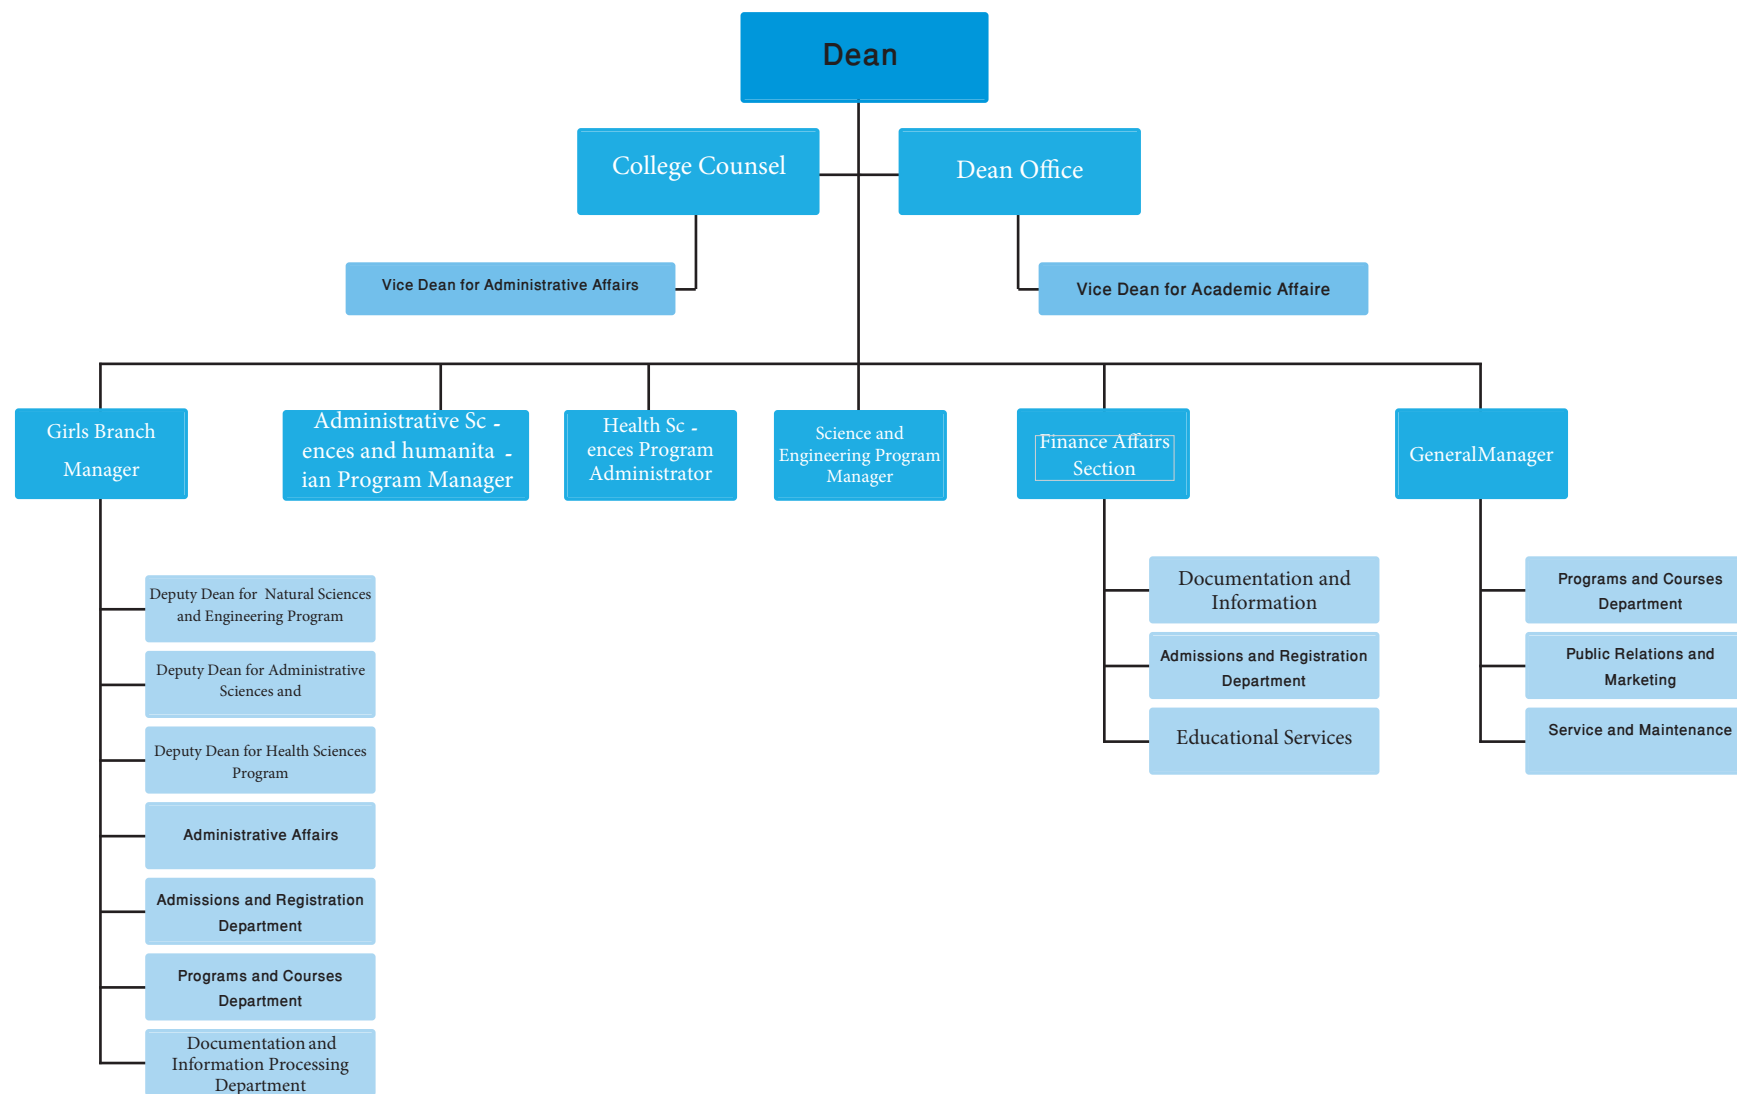 Dean
College Counsel
Dean Office
Vice Dean for Administrative Affairs
Vice Dean for Academic Affaire
Girls Branch
Manager
Administrative Sc -
ences and humanita -
ian Program Manager
Health Sc -
ences Program
Administrator
Science and
Engineering Program
Manager
Finance Affairs
Section
GeneralManager
Deputy Dean for Natural Sciences
and Engineering Program
Deputy Dean for Administrative
Sciences and
Deputy Dean for Health Sciences
Program
Administrative Affairs
Admissions and Registration
Department
Programs and Courses
Department
Documentation and
Information Processing
Department
Documentation and
Information
Admissions and Registration
Department
Educational Services
Programs and Courses
Department
Public Relations and
Marketing
Service and Maintenance